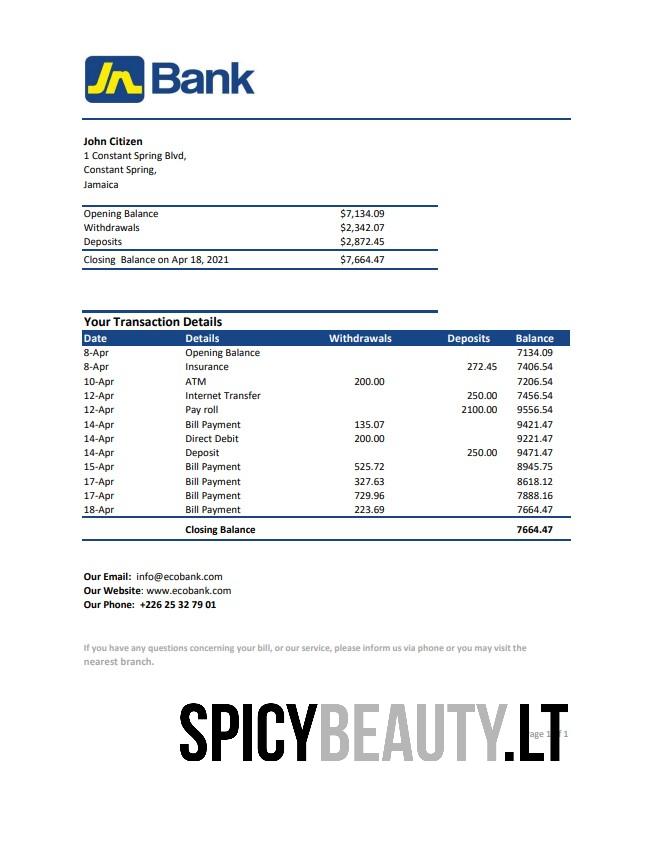 Jn Bank
John Citizen
1 Constant Spring Blvd,
Constant Spring,
Jamaica
Opening Balance $7,134.09
Withdrawals $2,342.07
Deposits $2,872.45
Closing Balance on Apr 18, 2021 $7,664.47
Your Transaction Details
Date Details Withdrawals Deposits Balance
8-Apr Opening Balance 7134.09
8-Apr Insurance 272.45 7406.54
10-Apr ATM 200.00 7206.54
12-Apr Internet Transfer 250.00 7456.54
12-Apr Pay roll 2100.00 9556.54
14-Apr Bill Payment 135.07 9421.47
14-Apr Direct Debit 200.00 9221.47
14-Apr Deposit 250.00 9471.47
15-Apr Bill Payment 525.72 8945.75
17-Apr Bill Payment 327.63 8618.12
17-Apr Bill Payment 729.96 7888.16
18-Apr Bill Payment 223.69 7664.47
Closing Balance 7664.47
Our Email: info@ecobank.com
Our Website: www.ecobank.com
Our Phone: +226 25 32 79 01
If you have any questions concerning your bill, or our service, please inform us via phone or you may visit the
nearest branch.
SPICYBEAUTY.LT
Page 1 of 1